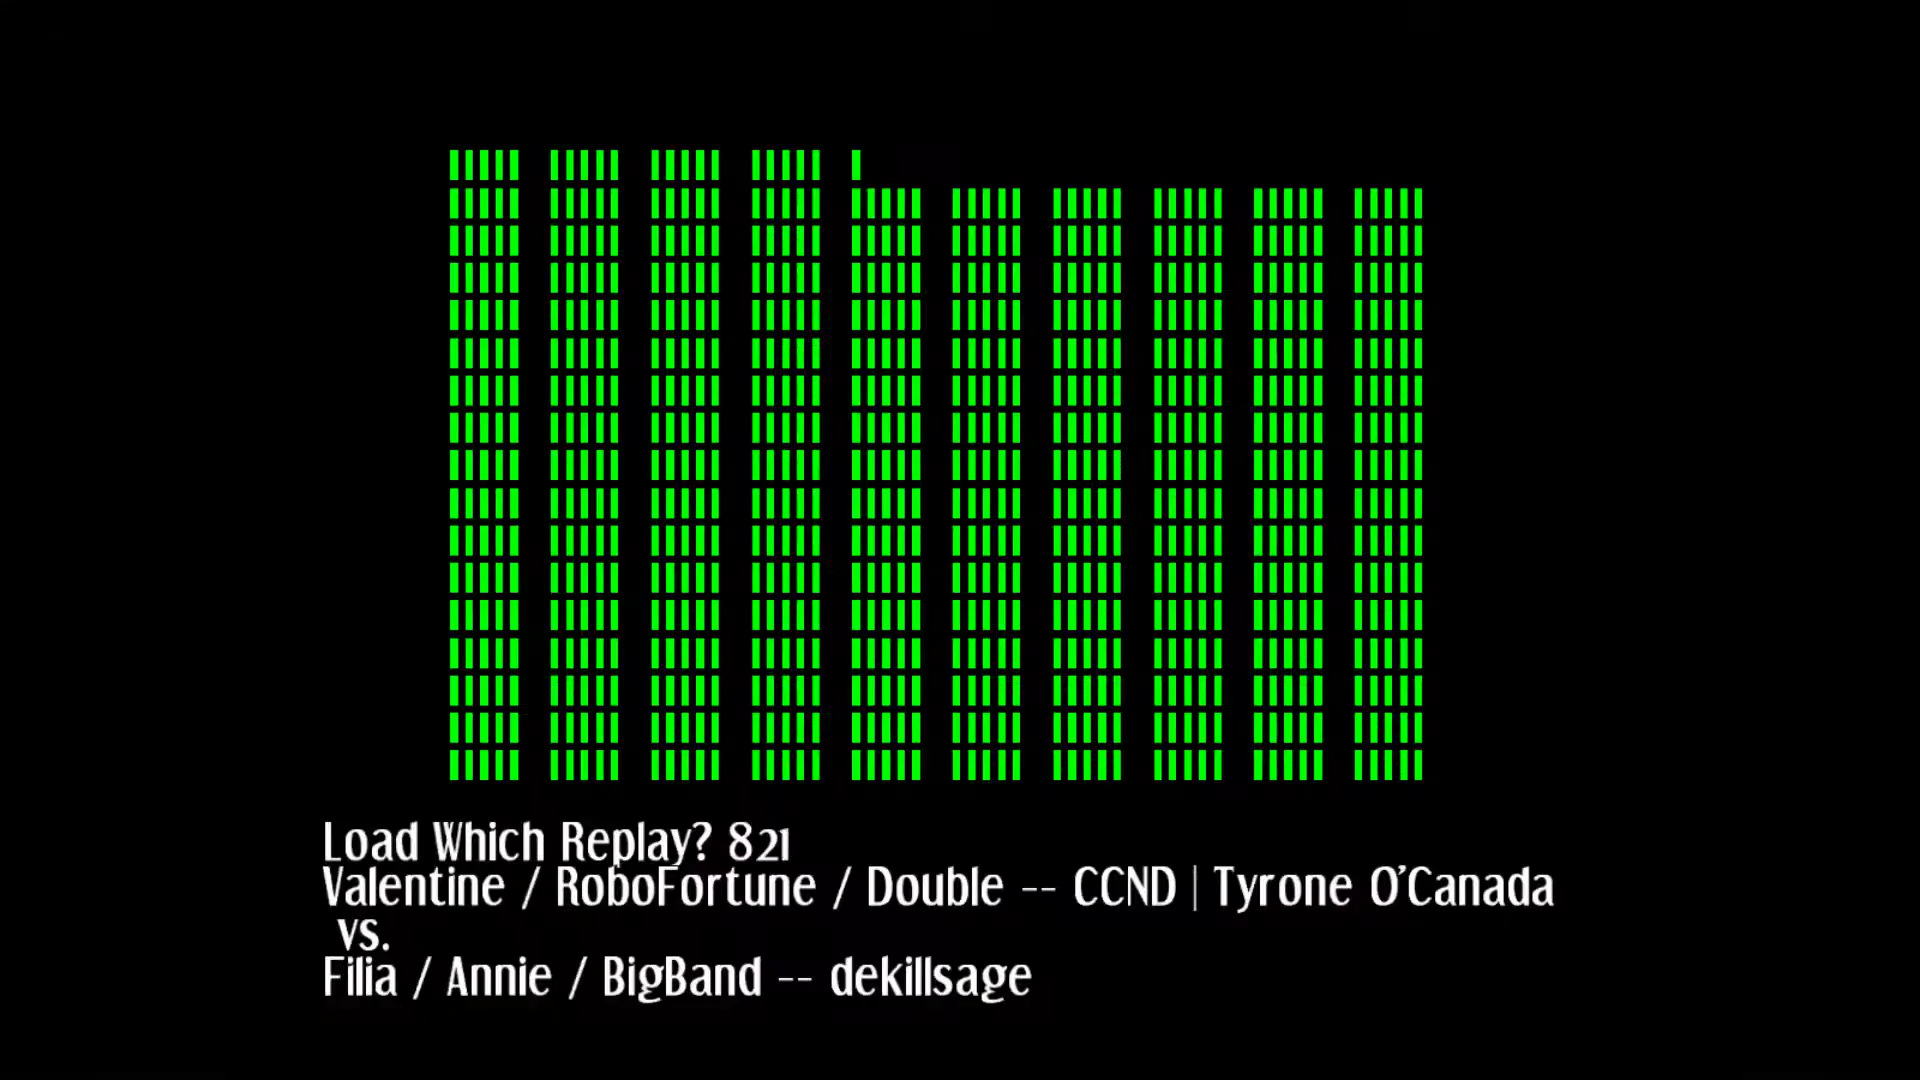 Load Which Replay? 821
Valentine / RoboFortune / Double -- CCND | Tyrone O'Canada
vs.
Filia / Annie / BigBand -- dekillsage